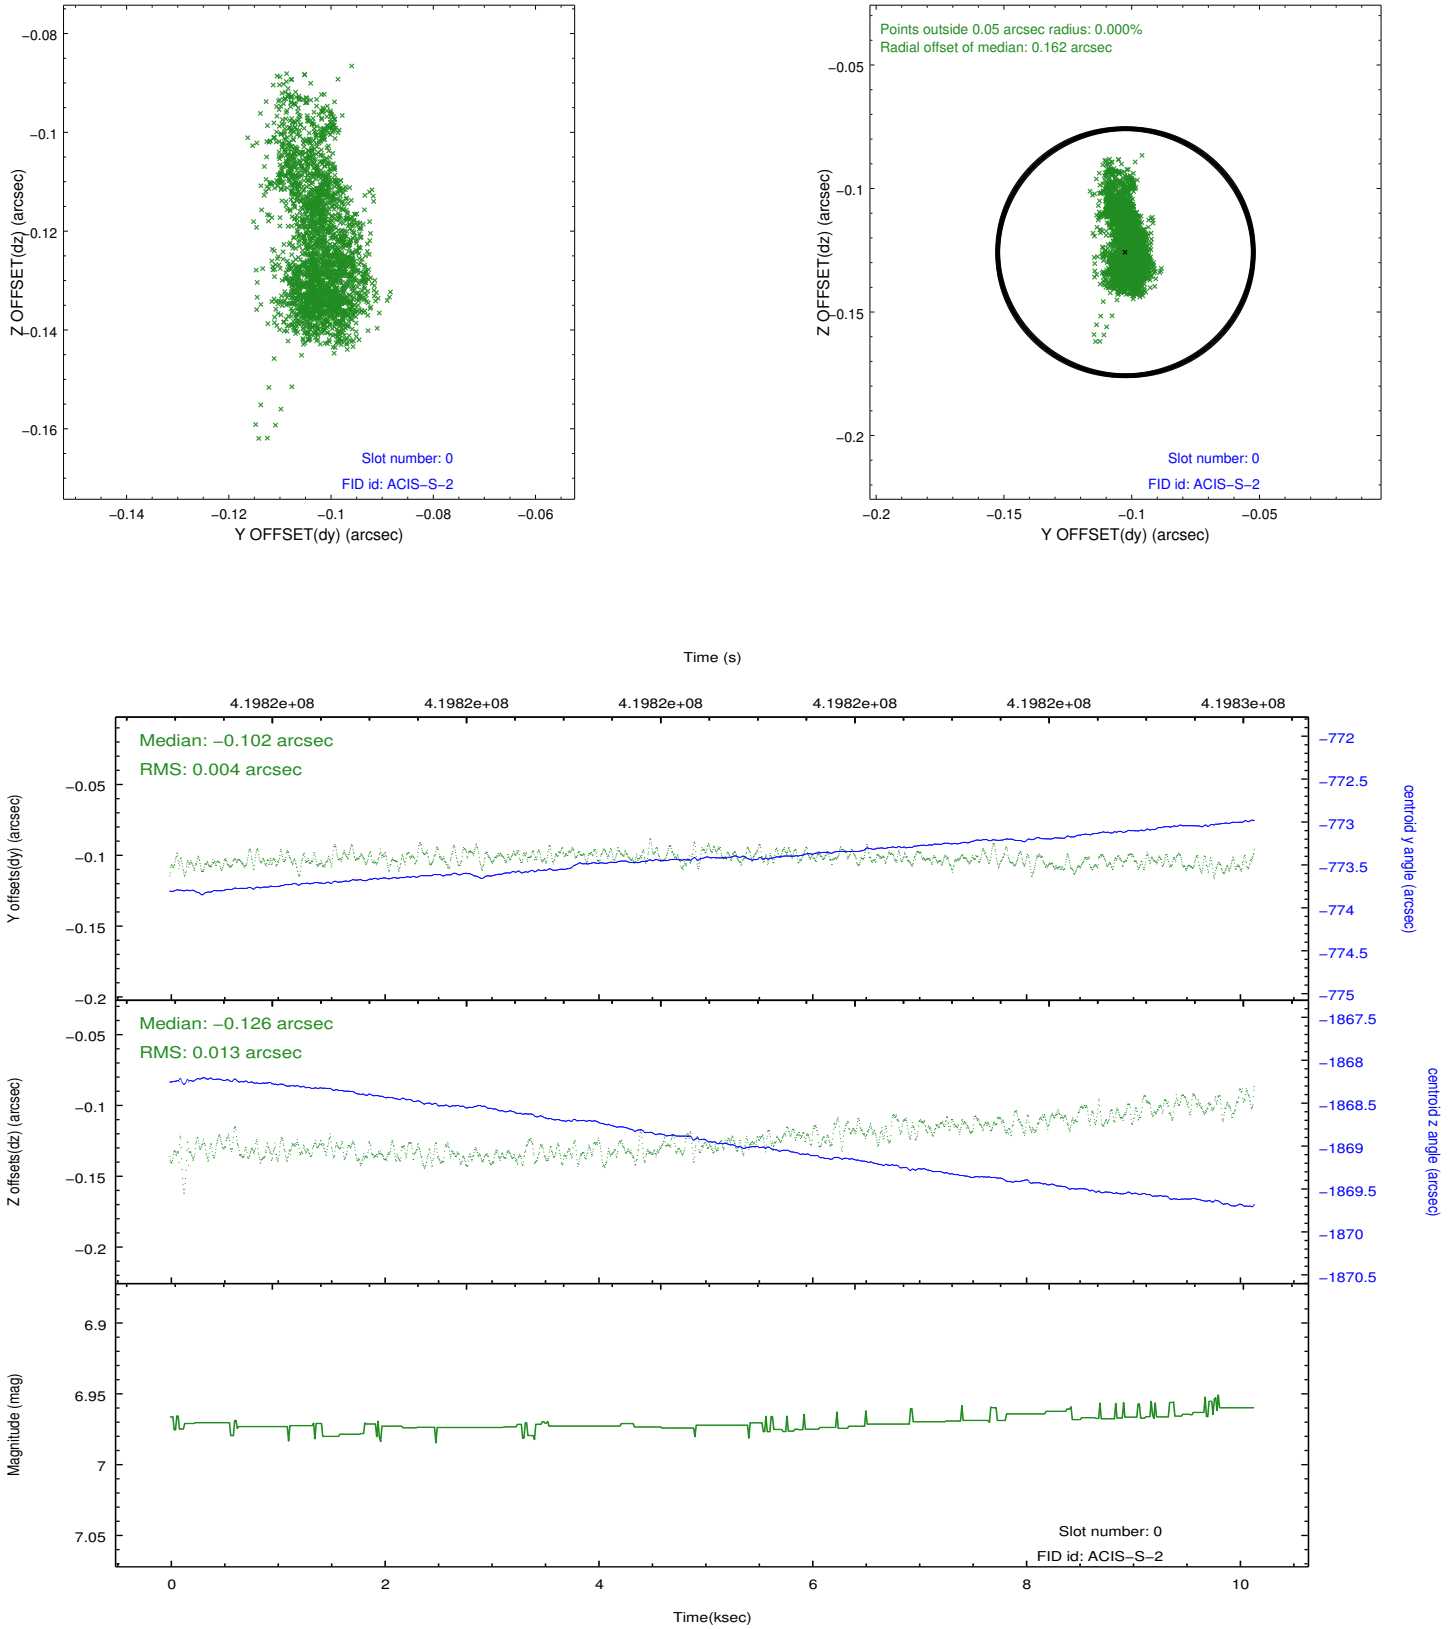 −0.08
−0.1
−0.12
−0.14
−0.16
Z OFFSET(dz) (arcsec)
Slot number: 0
FID id: ACIS−S−2
−0.14
−0.12
−0.1
−0.08
−0.06
Y OFFSET(dy) (arcsec)
Points outside 0.05 arcsec radius: 0.000%
Radial offset of median: 0.162 arcsec
−0.05
−0.1
−0.15
−0.2
Z OFFSET(dz) (arcsec)
Slot number: 0
FID id: ACIS−S−2
−0.2
−0.15
−0.1
−0.05
Y OFFSET(dy) (arcsec)
Time (s)
4.1982e+08
4.1982e+08
4.1982e+08
4.1982e+08
4.1982e+08
4.1983e+08
Median: −0.102 arcsec
RMS: 0.004 arcsec
−0.05
−0.1
−0.15
−0.2
Y offsets(dy) (arcsec)
−772
−772.5
−773
−773.5
−774
−774.5
−775
centroid y angle (arcsec)
Median: −0.126 arcsec
RMS: 0.013 arcsec
−0.05
−0.1
−0.15
−0.2
Z offsets(dz) (arcsec)
−1867.5
−1868
−1868.5
−1869
−1869.5
−1870
−1870.5
centroid z angle (arcsec)
6.9
6.95
7
7.05
Magnitude (mag)
Slot number: 0
FID id: ACIS−S−2
0
2
4
6
8
10
Time(ksec)